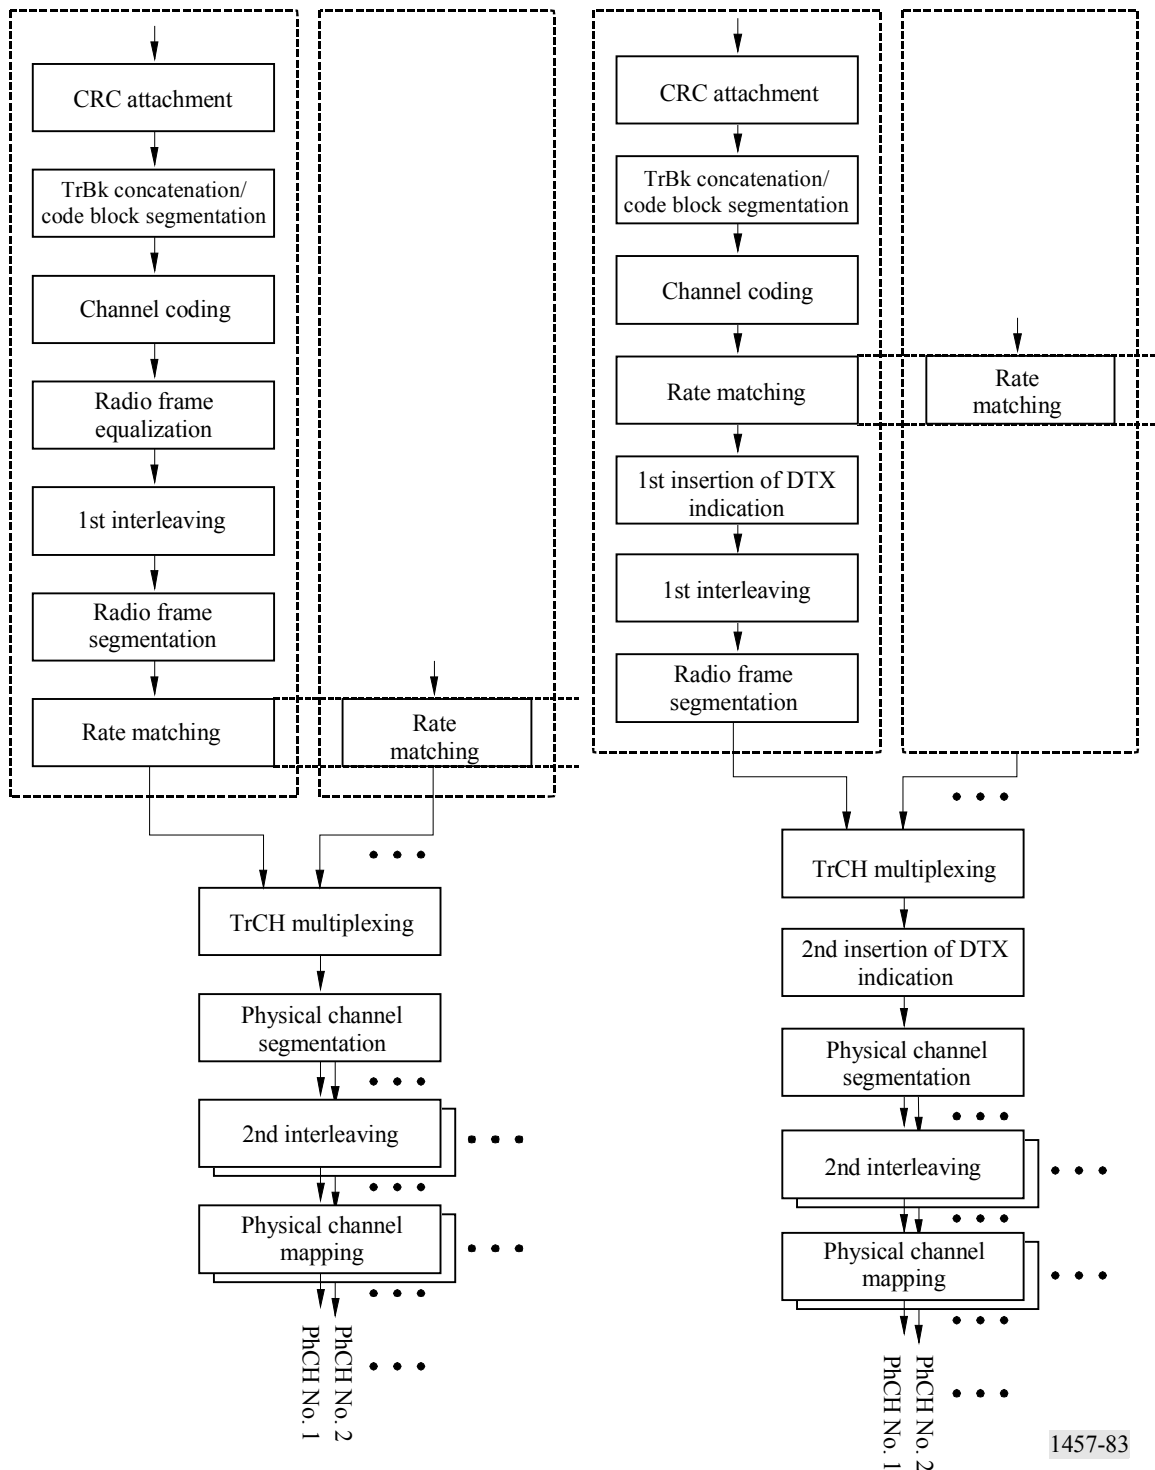 CRC attachment
TrBk concatenation/
code block segmentation
Channel coding
Radio frame
equalization
1st interleaving
Radio frame
segmentation
Rate matching
Rate
matching
TrCH multiplexing
Physical channel
segmentation
2nd interleaving
Physical channel
mapping
PhCH No. 1
PhCH No. 2
CRC attachment
TrBk concatenation/
code block segmentation
Channel coding
Rate matching
Rate
matching
1st insertion of DTX
indication
1st interleaving
Radio frame
segmentation
TrCH multiplexing
2nd insertion of DTX
indication
Physical channel
segmentation
2nd interleaving
Physical channel
mapping
PhCH No. 1
PhCH No. 2
1457-83